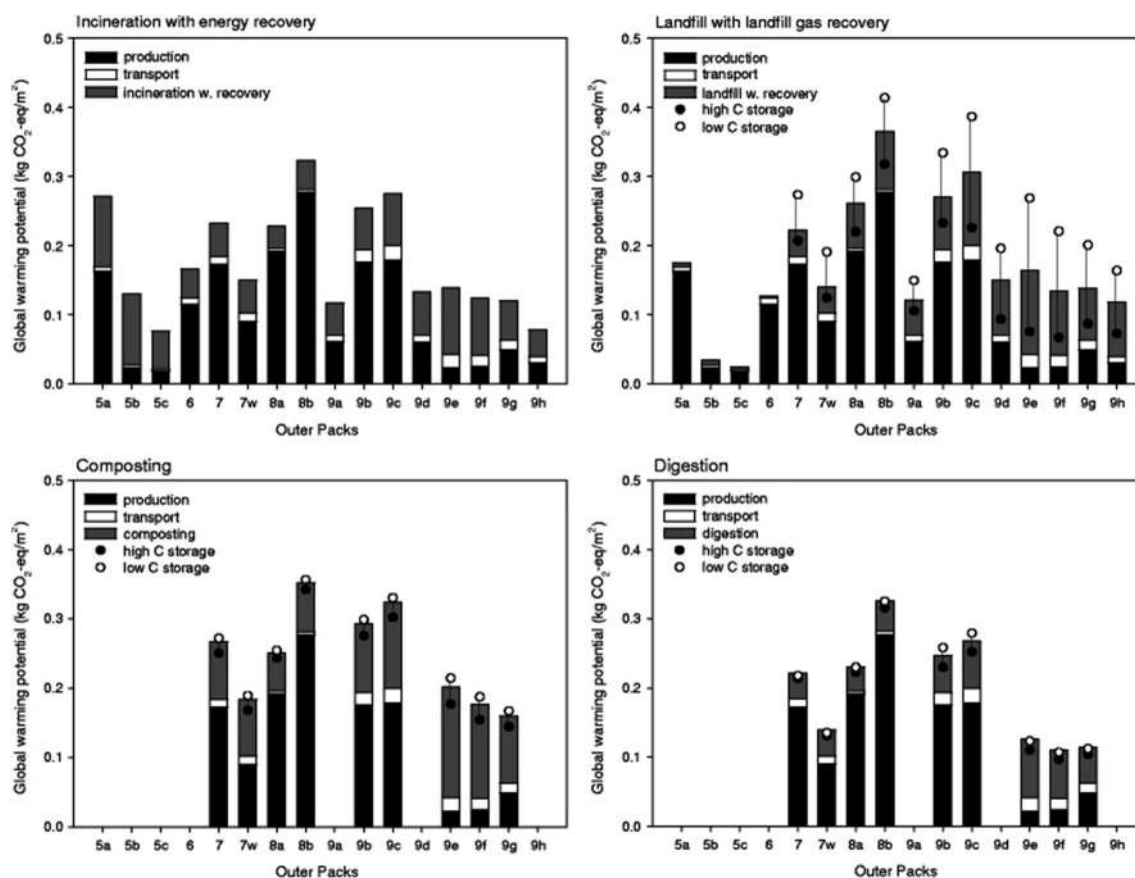 Incineration with energy recovery
0.5
0.4
0.3
0.2
0.1
0.0
Global warming potential (kg CO2-eq/m2)
production
transport
incineration w. recovery
5a 5b 5c 6 7 7w 8a 8b 9a 9b 9c 9d 9e 9f 9g 9h
Outer Packs
Landfill with landfill gas recovery
0.5
0.4
0.3
0.2
0.1
0.0
Global warming potential (kg CO2-eq/m2)
production
transport
landfill w. recovery
high C storage
low C storage
5a 5b 5c 6 7 7w 8a 8b 9a 9b 9c 9d 9e 9f 9g 9h
Outer Packs
Composting
0.5
0.4
0.3
0.2
0.1
0.0
Global warming potential (kg CO2-eq/m2)
production
transport
composting
high C storage
low C storage
5a 5b 5c 6 7 7w 8a 8b 9a 9b 9c 9d 9e 9f 9g 9h
Outer Packs
Digestion
0.5
0.4
0.3
0.2
0.1
0.0
Global warming potential (kg CO2-eq/m2)
production
transport
digestion
high C storage
low C storage
5a 5b 5c 6 7 7w 8a 8b 9a 9b 9c 9d 9e 9f 9g 9h
Outer Packs